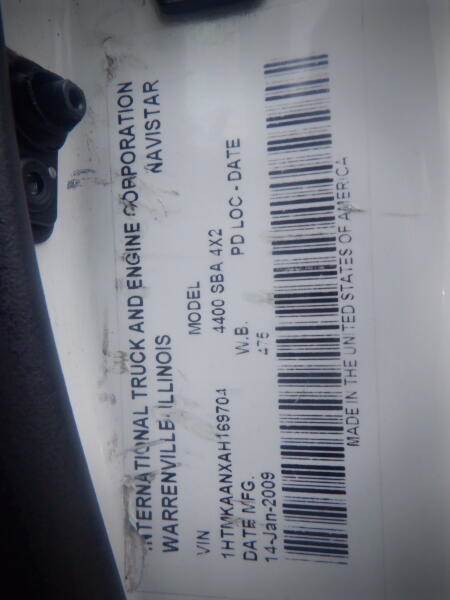 INTERNATIONAL TRUCK AND ENGINE CORPORATION
WARRENVILLE, ILLINOIS NAVISTAR
VIN MODEL
1HTMKAANXAH169704 4400 SBA 4X2
DATE MFG. W.B. PD LOC - DATE
14-Jan-2009 475
MADE IN THE UNITED STATES OF AMERICA